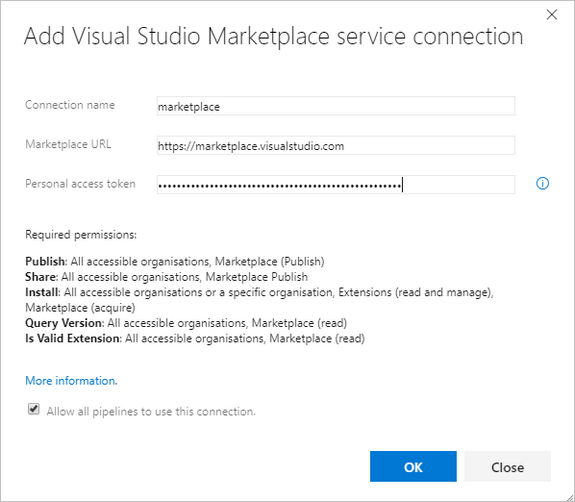 Add Visual Studio Marketplace service connection
Connection name
marketplace
Marketplace URL
https://marketplace.visualstudio.com
Personal access token
••••••••••••••••••••••••••••••••••••••••••••••••••••
Required permissions:
Publish: All accessible organisations, Marketplace (Publish)
Share: All accessible organisations, Marketplace Publish
Install: All accessible organisations or a specific organisation, Extensions (read and manage),
Marketplace (acquire)
Query Version: All accessible organisations, Marketplace (read)
Is Valid Extension: All accessible organisations, Marketplace (read)
More information.
Allow all pipelines to use this connection.
OK
Close